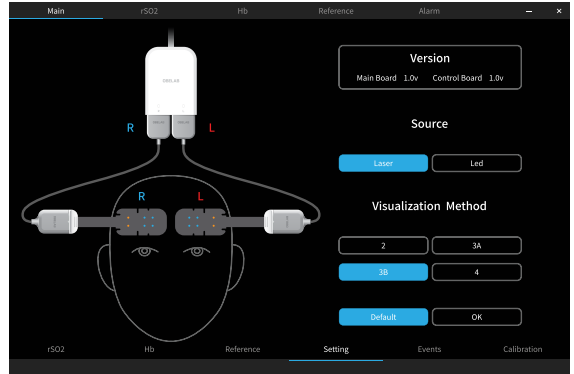 Main rSO2 Hb Reference Alarm
Version
Main Board 1.0v Control Board 1.0v
OBELAB
R L
Source
Laser Led
R L
Visualization Method
2 3A
3B 4
Default OK
rSO2 Hb Reference Setting Events Calibration